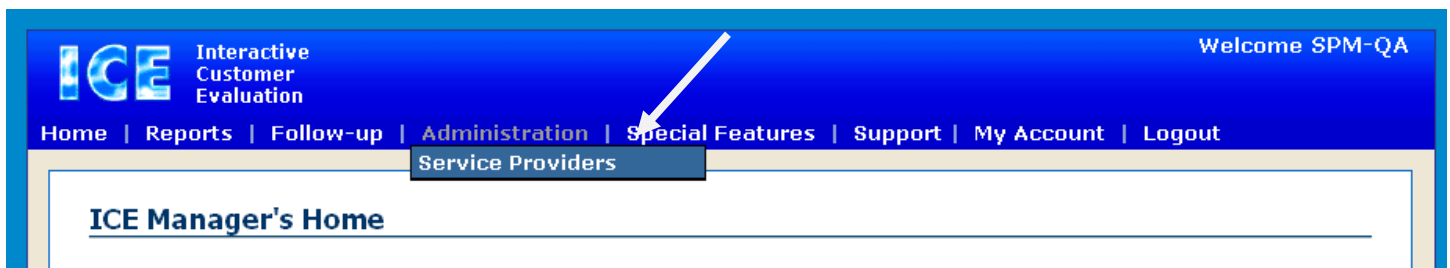 ICE Interactive
Customer
Evaluation
Welcome SPM-QA
Home | Reports | Follow-up | Administration | Special Features | Support | My Account | Logout
Service Providers
ICE Manager's Home